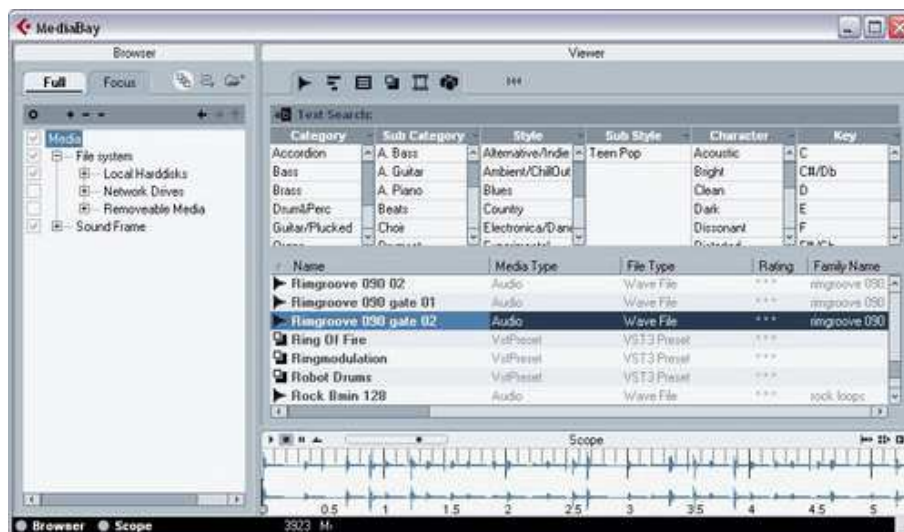 MediaBay
Browser
Viewer
Full Focus
Text Search:
Media
File system
Local Harddisks
Network Drives
Removeable Media
Sound Frame
Category Sub Category Style Sub Style Character Key
Accordion A. Bass Alternative/Indie Teen Pop Acoustic C
Bass A. Guitar Ambient/ChillOut Bright C#/Db
Brass A. Piano Blues Clean D
Drum&Perc Beats Country Dark E
Guitar/Plucked Choir Electronica/Dan Dissonant F
Name Media Type File Type Rating Family Name
Rimgroove 090 02 Audio Wave File *** rimgroove 090
Rimgroove 090 gate 01 Audio Wave File *** rimgroove 090
Rimgroove 090 gate 02 Audio Wave File *** rimgroove 090
Ring Of Fire VstPreset VST3 Preset ***
Ringmodulation VstPreset VST3 Preset ***
Robot Drums VstPreset VST3 Preset ***
Rock Bmin 128 Audio Wave File *** rock loops
Scope
0.5 1 1.5 2 2.5 3 3.5 4 4.5 5
Browser Scope 3923